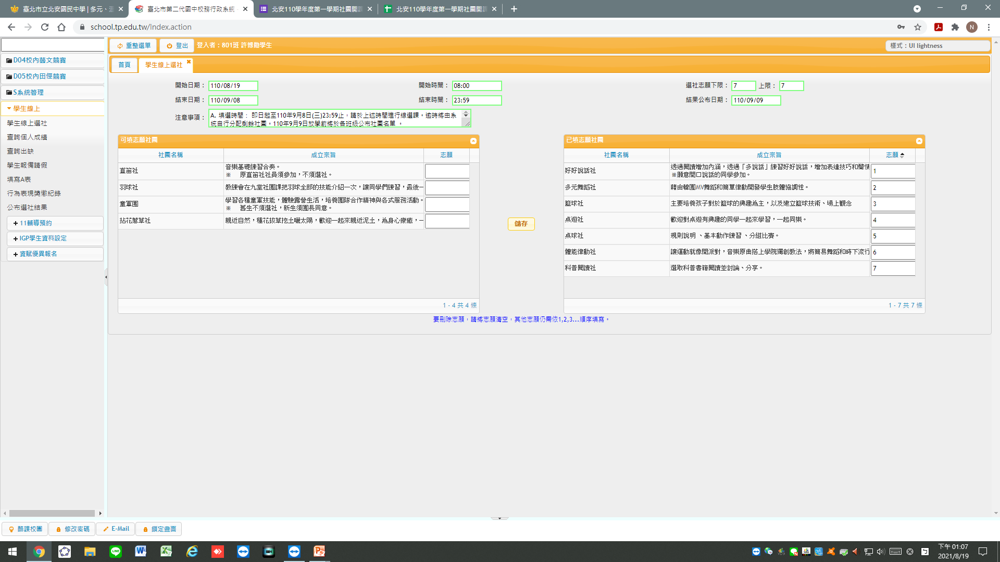 臺北市立北安國民中學 | 多元、
臺北市第二代國中校務行政系統
北安110學年度第一學期社團開
北安110學年度第一學期社團開
school.tp.edu.tw/Index.action
N
重整選單
登出
登入者：801班 許博勛學生
樣式：UI lightness
D04校內藝文競賽
D05校內田徑競賽
S系統管理
學生線上
學生線上選社
查詢個人成績
查詢出缺
學生報備請假
填寫A表
行為表現獎懲紀錄
公布選社結果
11輔導預約
IGP學生資料設定
資賦優異報名
首頁
學生線上選社
開始日期： 110/08/19
開始時間： 08:00
選社志願下限： 7 上限： 7
結束日期： 110/09/08
結束時間： 23:59
結果公布日期： 110/09/09
注意事項：
A. 填選時間： 即日起至110年9月8日(三)23:59止，請於上述時間進行線選課。逾時將由系
統自行分配剩餘社團。110年9月9日放學前將於各班級公布社團名單 。
可填志願社團
社團名稱 成立宗旨 志願
直笛社
音樂基礎練習合奏。
※ 原直笛社社員須參加，不須選社。
羽球社
教練會在九堂社團課把羽球全部的技能介紹一次，讓同學們練習，最後一
童軍團
學習各種童軍技能，體驗露營生活，培養團隊合作精神與各式服務活動。
※ 舊生不須選社，新生須團長同意。
拈花惹草社
親近自然，種花拔草挖土曬太陽，歡迎一起來親近泥土，為身心療癒，一
1 - 4 共 4 條
儲存
已填志願社團
社團名稱 成立宗旨 志願
好好說話社
透過閱讀增加內涵，透過「多說話」練習好好說話，增加表達技巧和聲情
※願意開口說話的同學參加。
1
多元舞蹈社 藉由韓團MV舞蹈和簡單律動開發學生肢體協調性。 2
籃球社 主要培養孩子對於籃球的興趣為主，以及建立籃球技術、場上觀念 3
桌遊社 歡迎對桌遊有興趣的同學一起來學習，一起同樂。 4
桌球社 規則說明 、基本動作練習 、分組比賽。 5
體能律動社 讓運動就像開派對，音樂原曲搭上學院獨創教法，將簡易舞蹈和時下流行 6
科普閱讀社 選取科普書籍閱讀並討論、分享。 7
1 - 7 共 7 條
要刪除志願，請將志願清空，其他志願仍需依1,2,3...順序填寫。
酷課校園
修改密碼
E-Mail
鎖定畫面
下午 01:07
2021/8/19